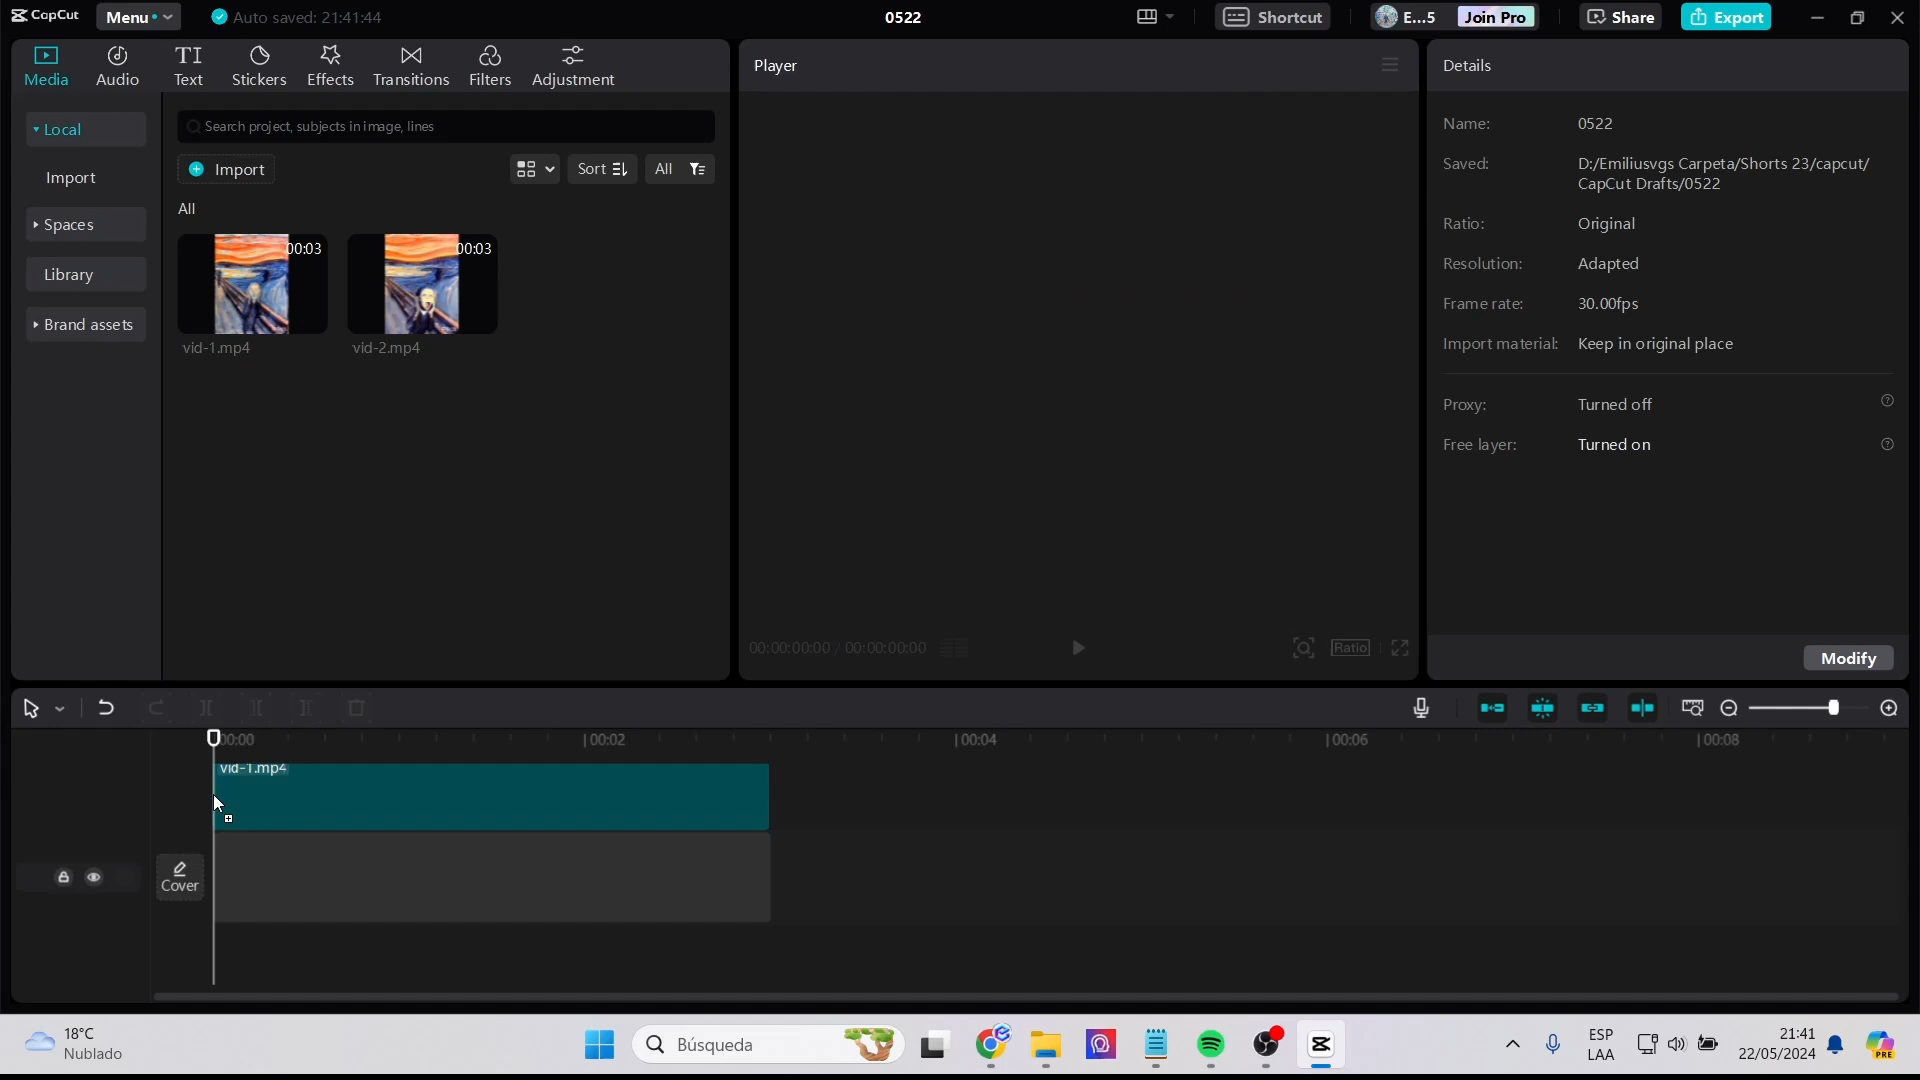 CapCut Menu Auto saved: 21:41:44 0522 Shortcut E...5 Join Pro Share Export
Media Audio Text Stickers Effects Transitions Filters Adjustment
TI
Local
Import
Spaces
Library
Brand assets
Search project, subjects in image, lines
Import Sort All
All
00:03 00:03
vid-1.mp4 vid-2.mp4
Player
00:00:00:00 / 00:00:00:00 Ratio
Details
Name: 0522
Saved: D:/Emiliusvgs Carpeta/Shorts 23/capcut/
CapCut Drafts/0522
Ratio: Original
Resolution: Adapted
Frame rate: 30.00fps
Import material: Keep in original place
Proxy: Turned off
Free layer: Turned on
Modify
00:00 00:02 00:04 00:06 00:08
vid-1.mp4
Cover
18°C
Nublado
Búsqueda
ESP
LAA
21:41
22/05/2024
PRE